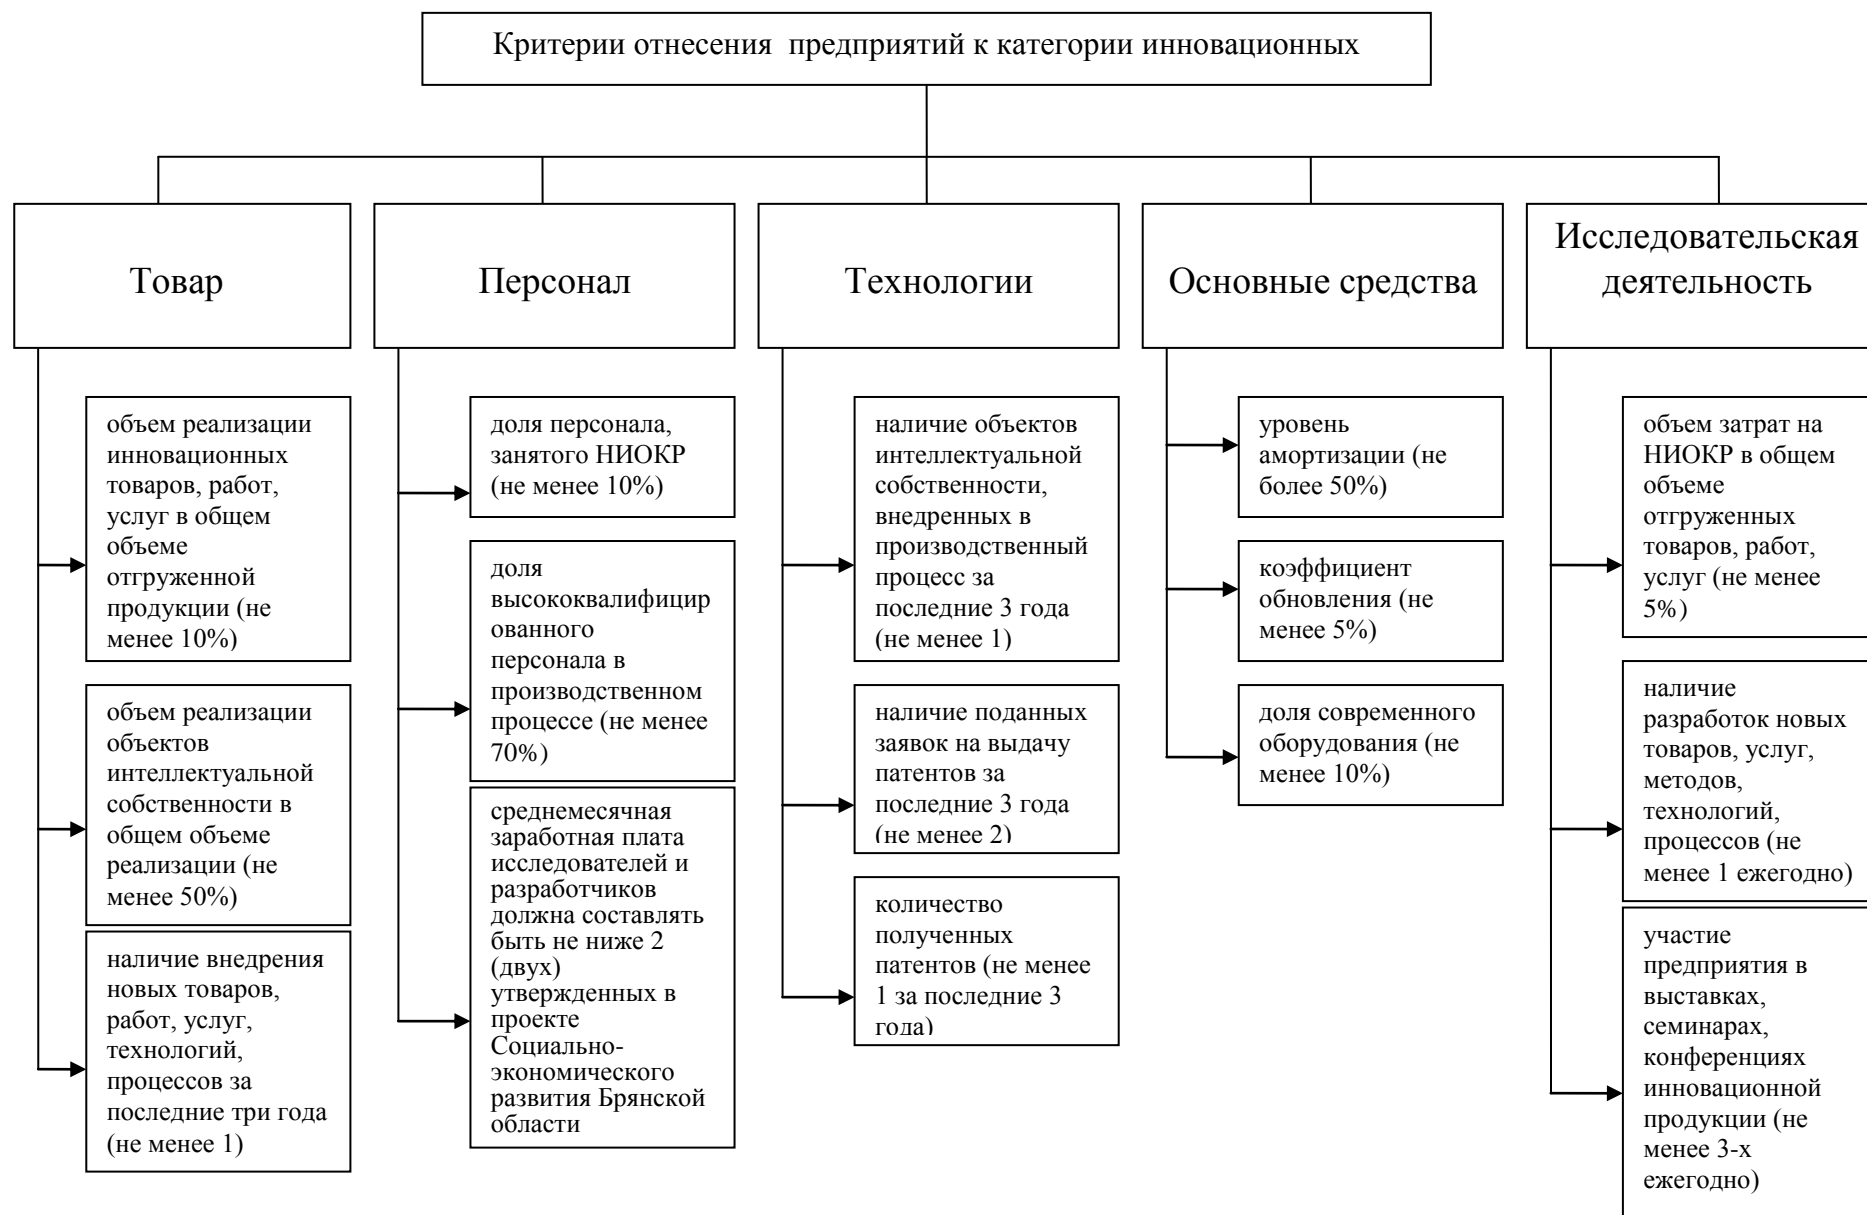 Критерии отнесения предприятий к категории инновационных
Товар
объем реализации
инновационных
товаров, работ,
услуг в общем
объеме
отгруженной
продукции (не
менее 10%)
объем реализации
объектов
интеллектуальной
собственности в
общем объеме
реализации (не
менее 50%)
наличие внедрения
новых товаров,
работ, услуг,
технологий,
процессов за
последние три года
(не менее 1)
Персонал
доля персонала,
занятого НИОКР
(не менее 10%)
доля
высококвалифицир
ованного
персонала в
производственном
процессе (не менее
70%)
среднемесячная
заработная плата
исследователей и
разработчиков
должна составлять
быть не ниже 2
(двух)
утвержденных в
проекте
Социально-
экономического
развития Брянской
области
Технологии
наличие объектов
интеллектуальной
собственности,
внедренных в
производственный
процесс за
последние 3 года
(не менее 1)
наличие поданных
заявок на выдачу
патентов за
последние 3 года
(не менее 2)
количество
полученных
патентов (не менее
1 за последние 3
года)
Основные средства
уровень
амортизации (не
более 50%)
коэффициент
обновления (не
менее 5%)
доля современного
оборудования (не
менее 10%)
Исследовательская
деятельность
объем затрат на
НИОКР в общем
объеме
отгруженных
товаров, работ,
услуг (не менее
5%)
наличие
разработок новых
товаров, услуг,
методов,
технологий,
процессов (не
менее 1 ежегодно)
участие
предприятия в
выставках,
семинарах,
конференциях
инновационной
продукции (не
менее 3-х
ежегодно)